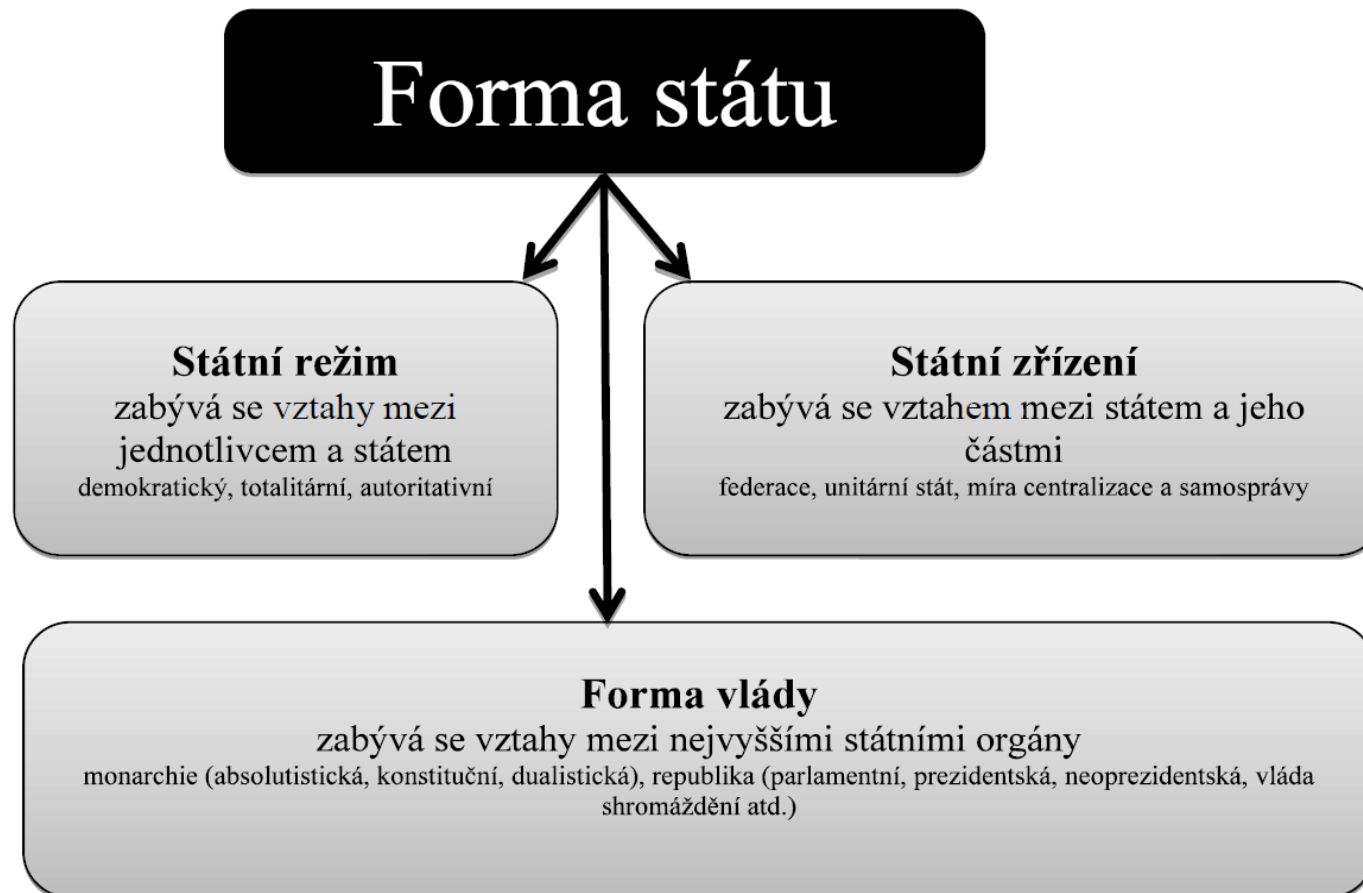 Forma státu
Státní režim
zabývá se vztahy mezi
jednotlivcem a státem
demokratický, totalitární, autoritativní
Státní zřízení
zabývá se vztahem mezi státem a jeho
částmi
federace, unitární stát, míra centralizace a samosprávy
Forma vlády
zabývá se vztahy mezi nejvyššími státními orgány
monarchie (absolutistická, konstituční, dualistická), republika (parlamentní, prezidentská, neoprezidentská, vláda
shromáždění atd.)